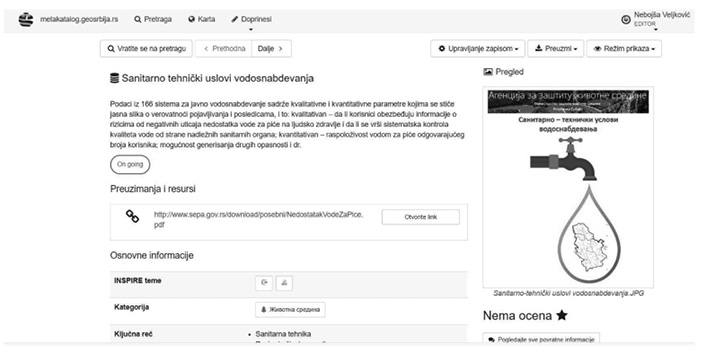 metakatalog.geosrbija.rs Pretraga Karta Doprinesi Nebojša Veljković
EDITOR
Vratite se na pretragu Prethodna Dalje Upravljanje zapisom Preuzmi Režim prikaza
Sanitarno tehnički uslovi vodosnabdevanja
Podaci iz 166 sistema za javno vodosnabdevanje sadrže kvalitativne i kvantitativne parametre kojima se stiče
jasna slika o verovatnoći pojavljivanja i posledicama, i to: kvalitativan – da li korisnici obezbeđuju informacije o
rizicima od negativnih uticaja nedostatka vode za piće na ljudsko zdravlje i da li se vrši sistematska kontrola
kvaliteta vode od strane nadležnih sanitarnih organa; kvantitativan – raspoloživost vodom za piće odgovarajućeg
broja korisnika; mogućnost generisanja drugih opasnosti i dr.
On going
Preuzimanja i resursi
http://www.sepa.gov.rs/download/posebni/NedostatakVodeZaPice.
pdf
Otvorite link
Osnovne informacije
INSPIRE teme
Kategorija Животна средина
Ključna reč • Sanitarna tehnika
Pregled
Агенција за заштиту животне средине
Санитарно – технички услови
водоснабдевања
Sanitarno-tehnički uslovi vodosnabdevanja.JPG
Nema ocena
Pogledajte sve povratne informacije